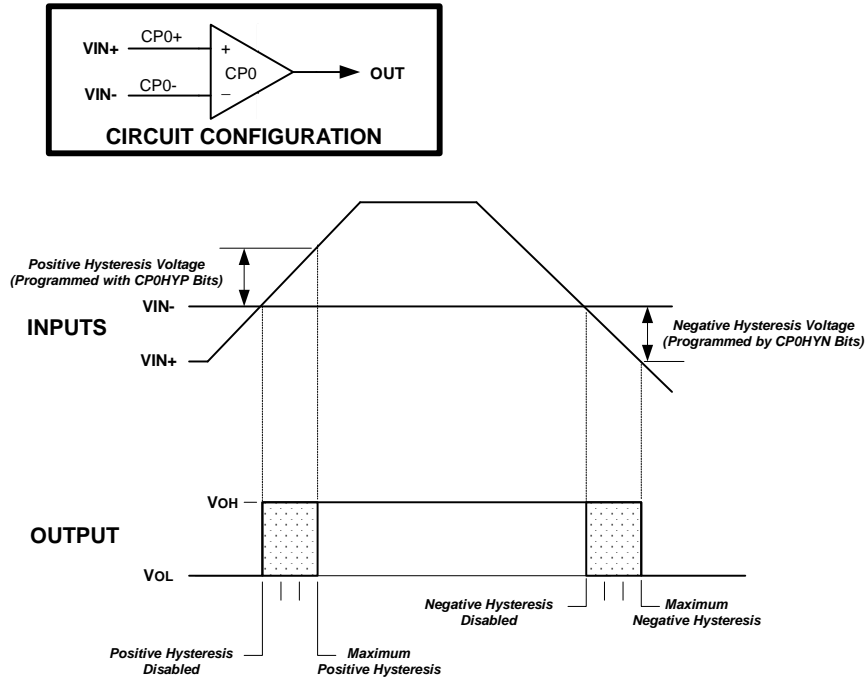 VIN+
CP0+
+
CP0
OUT
VIN-
CP0-
−
CIRCUIT CONFIGURATION
Positive Hysteresis Voltage
(Programmed with CP0HYP Bits)
VIN-
INPUTS
VIN+
Negative Hysteresis Voltage
(Programmed by CP0HYN Bits)
VOH
OUTPUT
VOL
Positive Hysteresis
Disabled
Maximum
Positive Hysteresis
Negative Hysteresis
Disabled
Maximum
Negative Hysteresis